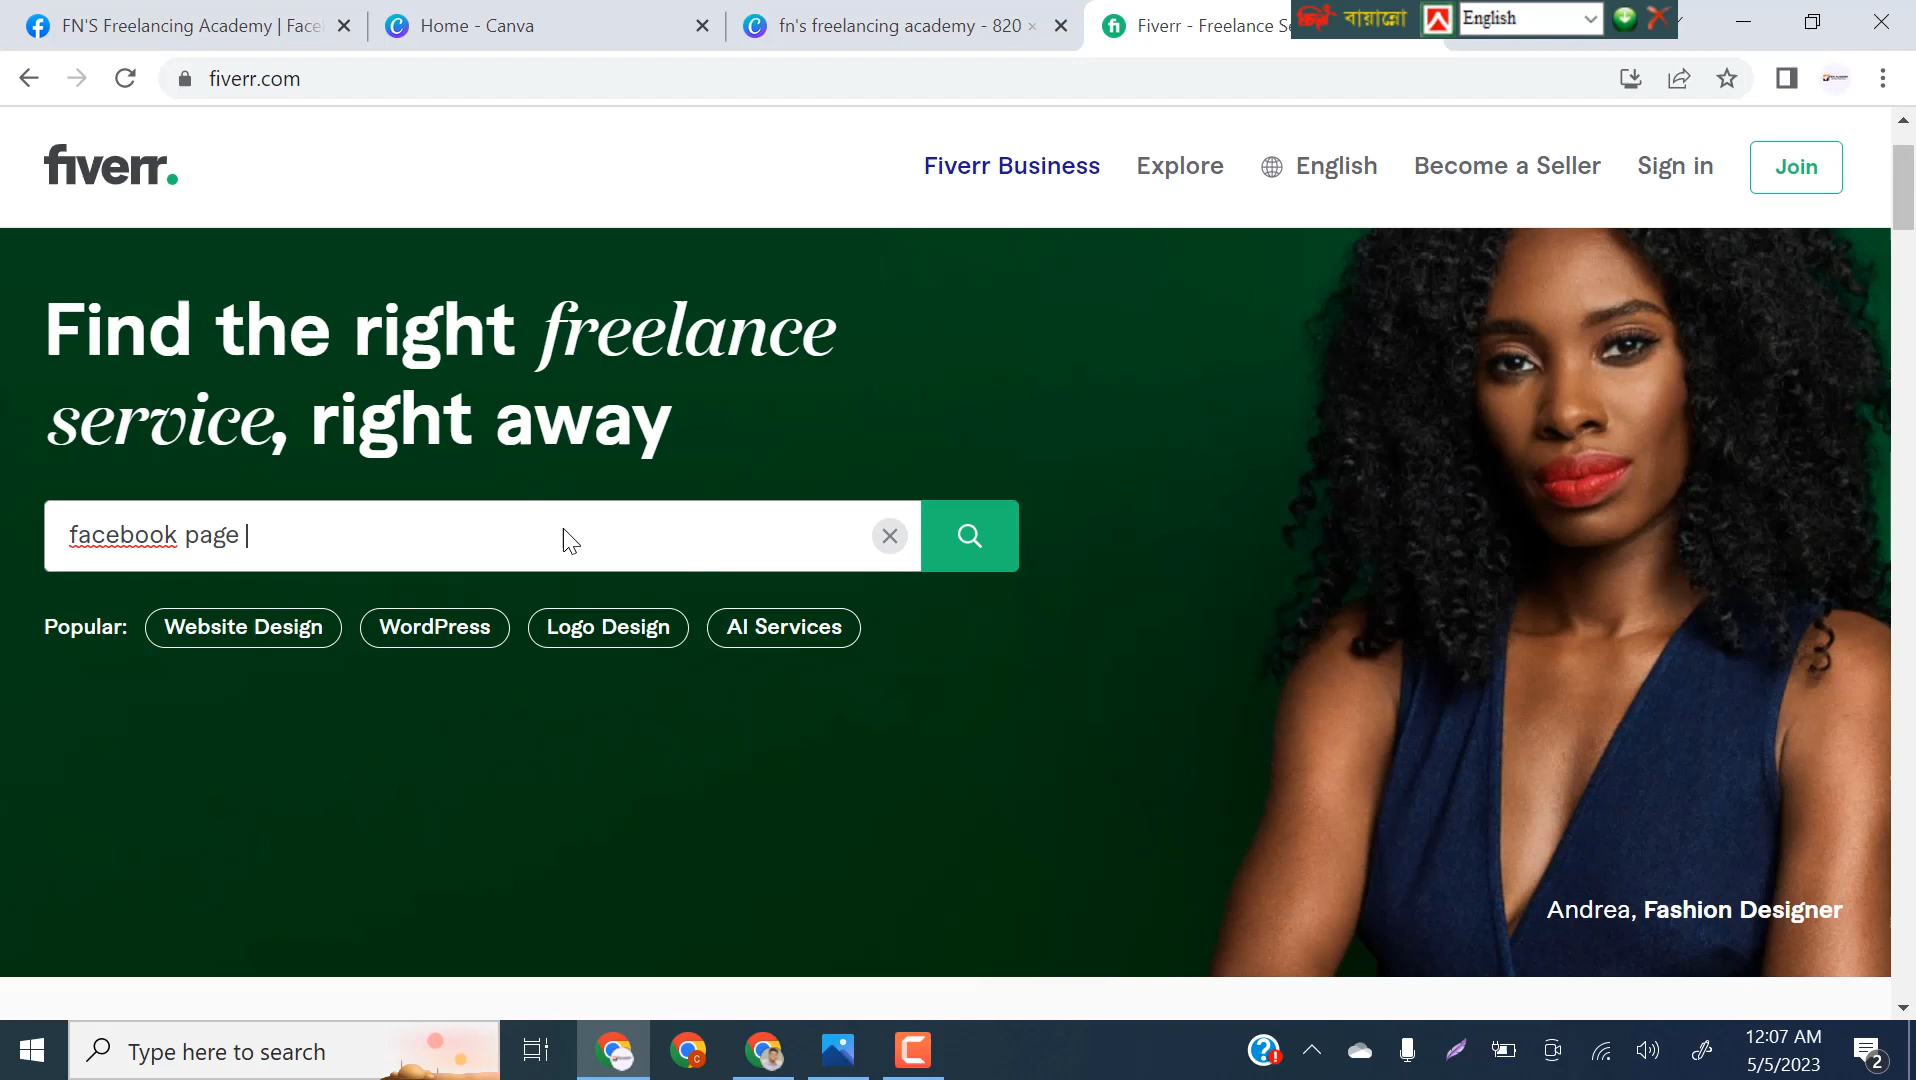 FN'S Freelancing Academy | Face
Home - Canva
fn's freelancing academy - 820 ×
Fiverr - Freelance Se
বায়ান্নো
English
fiverr.com
fiverr.
Fiverr Business
Explore
English
Become a Seller
Sign in
Join
Find the right freelance
service, right away
facebook page
Popular:
Website Design
WordPress
Logo Design
AI Services
Andrea, Fashion Designer
Type here to search
12:07 AM
5/5/2023
2